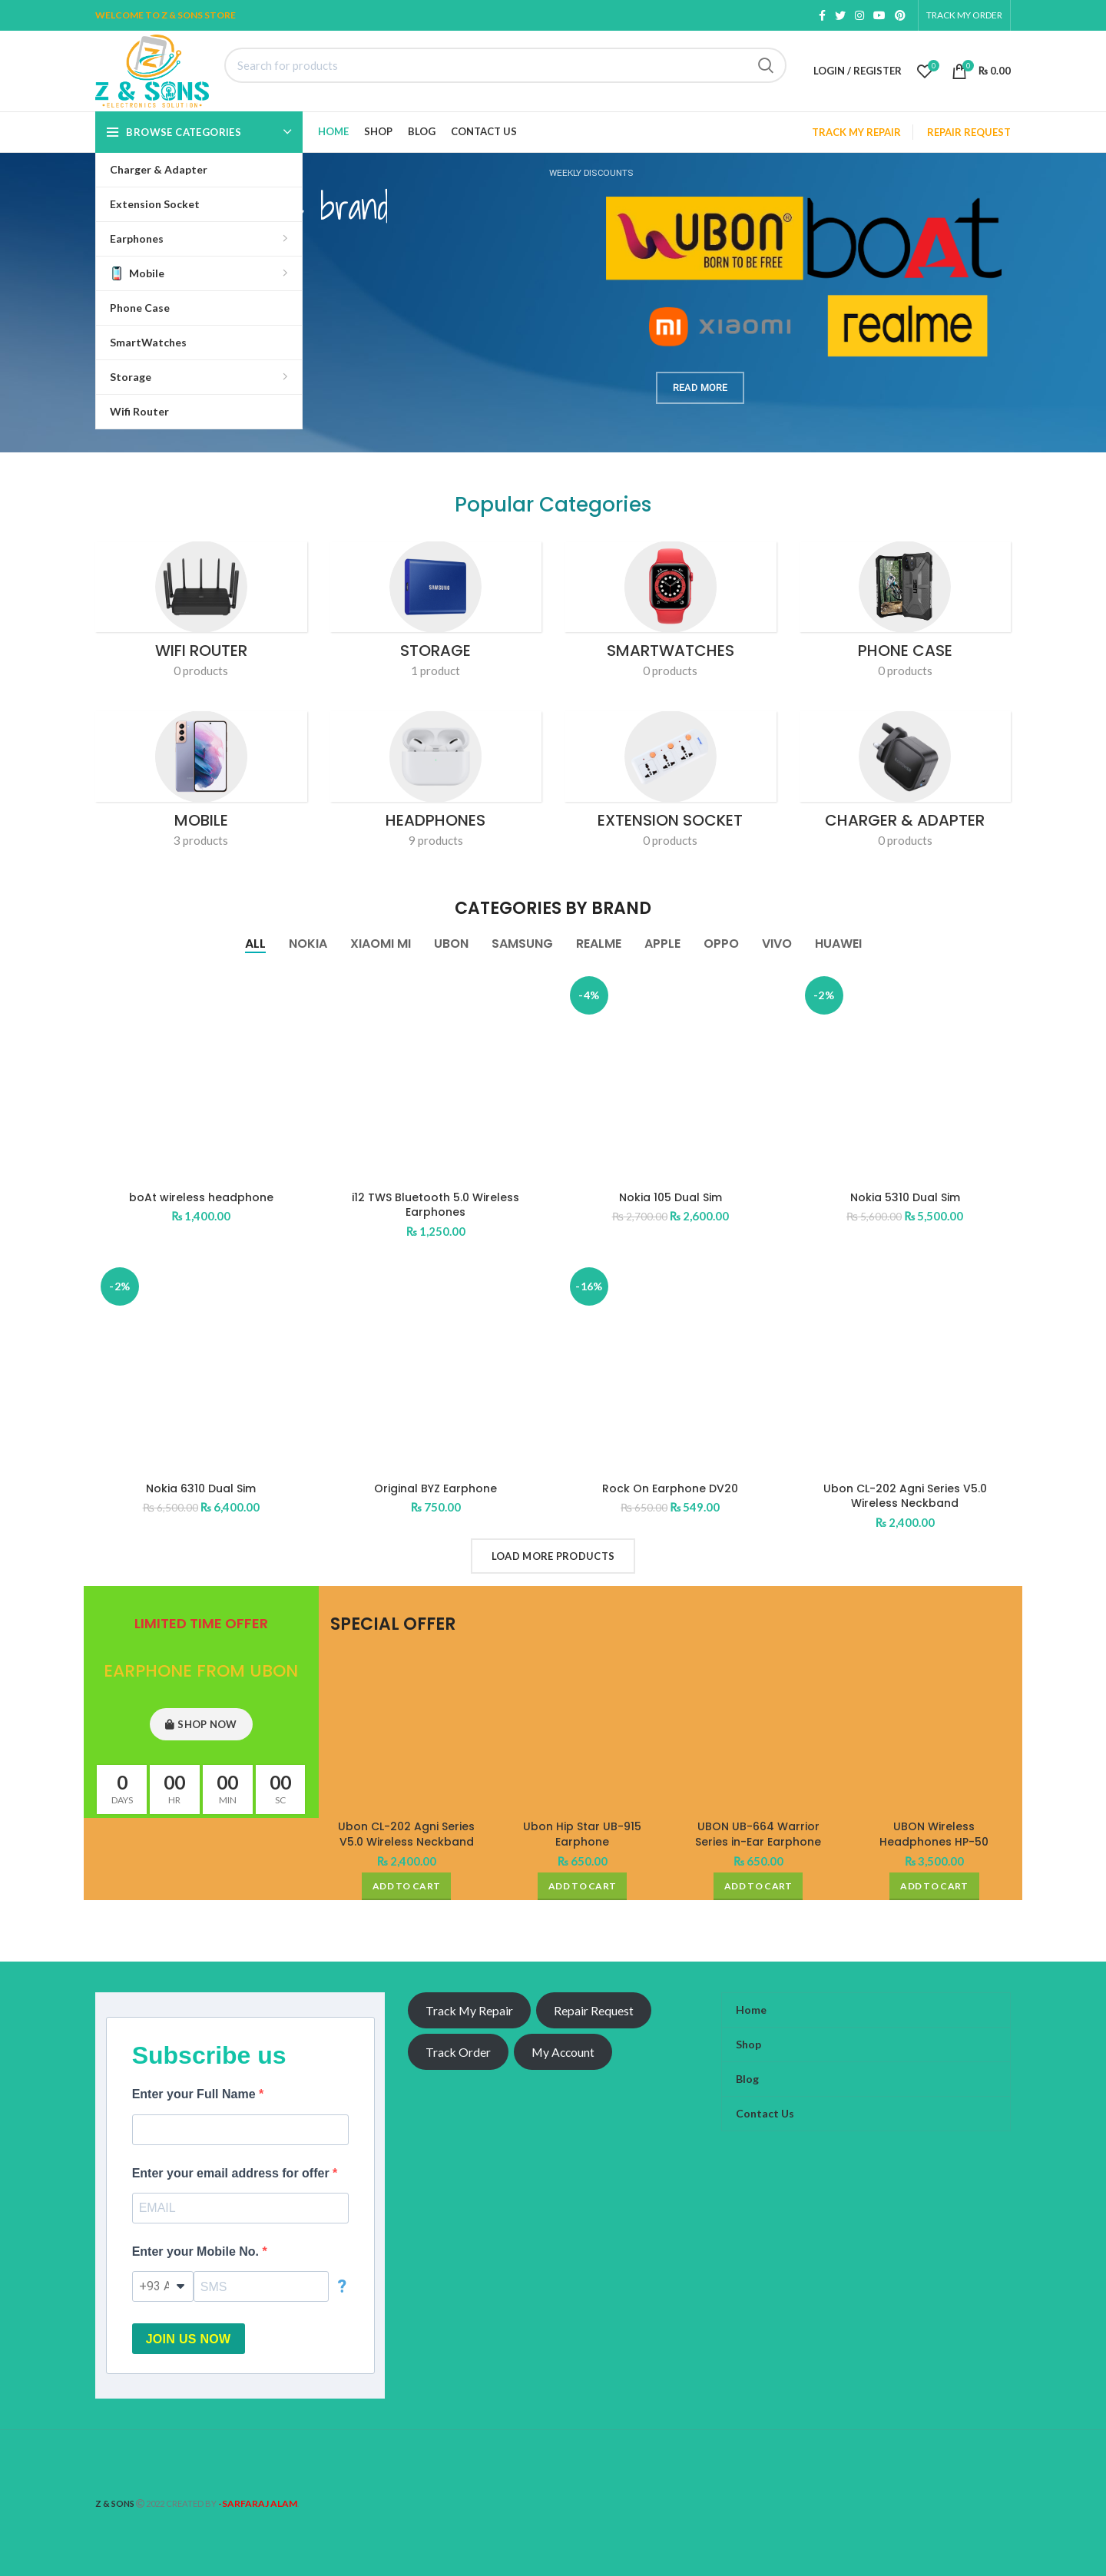 WELCOME TO Z & SONS STORE
TRACK MY ORDER
Z & SONS
•ELECTRONICS SOLUTION•
Search for products
LOGIN / REGISTER
0
0
₨ 0.00
BROWSE CATEGORIES
HOME
SHOP
BLOG
CONTACT US
TRACK MY REPAIR
REPAIR REQUEST
Charger & Adapter
Extension Socket
Earphones
Mobile
Phone Case
SmartWatches
Storage
Wifi Router
brand
WEEKLY DISCOUNTS
UBON
BORN TO BE FREE
boAt
mi xiaomi
realme
READ MORE
Popular Categories
SAMSUNG
WIFI ROUTER
0 products
STORAGE
1 product
SMARTWATCHES
0 products
PHONE CASE
0 products
MOBILE
3 products
HEADPHONES
9 products
EXTENSION SOCKET
0 products
CHARGER & ADAPTER
0 products
CATEGORIES BY BRAND
ALL
NOKIA
XIAOMI MI
UBON
SAMSUNG
REALME
APPLE
OPPO
VIVO
HUAWEI
-4%
-2%
boAt wireless headphone
₨ 1,400.00
i12 TWS Bluetooth 5.0 Wireless
Earphones
₨ 1,250.00
Nokia 105 Dual Sim
₨ 2,700.00 ₨ 2,600.00
Nokia 5310 Dual Sim
₨ 5,600.00 ₨ 5,500.00
-2%
-16%
Nokia 6310 Dual Sim
₨ 6,500.00 ₨ 6,400.00
Original BYZ Earphone
₨ 750.00
Rock On Earphone DV20
₨ 650.00 ₨ 549.00
Ubon CL-202 Agni Series V5.0
Wireless Neckband
₨ 2,400.00
LOAD MORE PRODUCTS
LIMITED TIME OFFER
EARPHONE FROM UBON
SHOP NOW
0
DAYS
00
HR
00
MIN
00
SC
SPECIAL OFFER
Ubon CL-202 Agni Series
V5.0 Wireless Neckband
₨ 2,400.00
ADD TO CART
Ubon Hip Star UB-915
Earphone
₨ 650.00
ADD TO CART
UBON UB-664 Warrior
Series in-Ear Earphone
₨ 650.00
ADD TO CART
UBON Wireless
Headphones HP-50
₨ 3,500.00
ADD TO CART
Subscribe us
Enter your Full Name *
Enter your email address for offer *
EMAIL
Enter your Mobile No. *
+93 A
SMS
?
JOIN US NOW
Track My Repair
Repair Request
Track Order
My Account
Home
Shop
Blog
Contact Us
Z & SONS © 2022 CREATED BY -SARFARAJ ALAM.